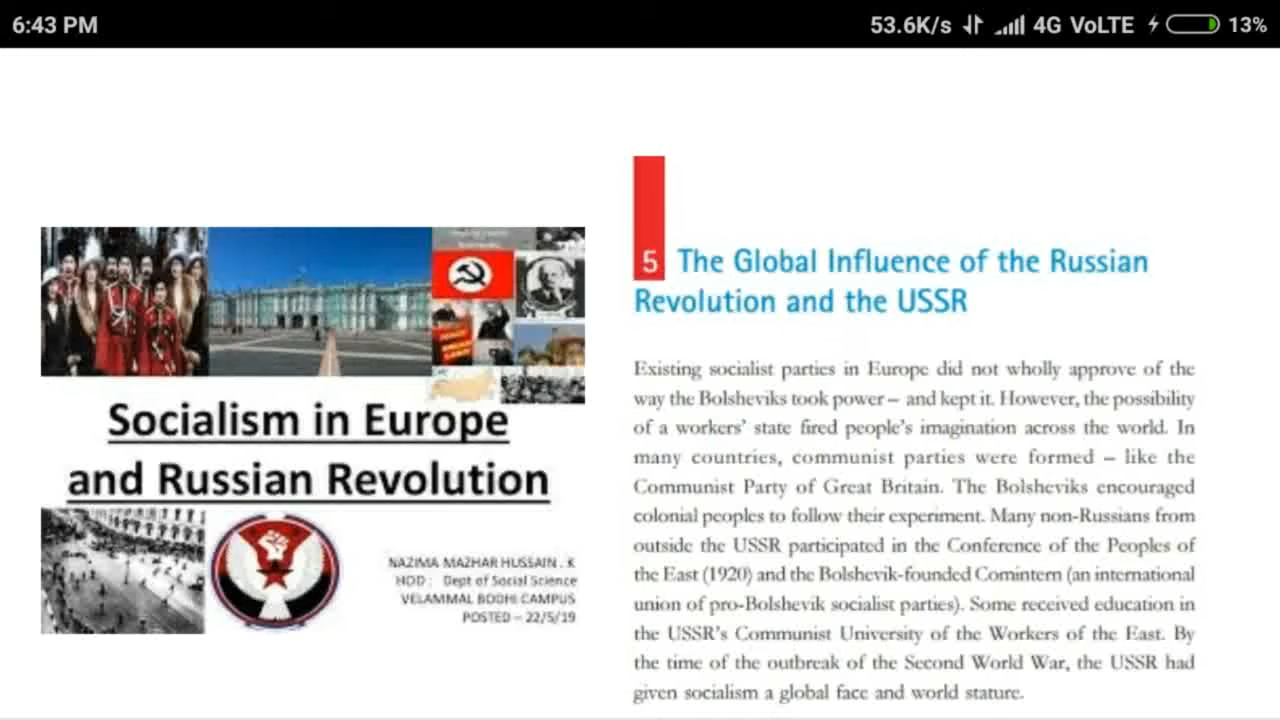 6:43 PM
53.6K/s 4G VoLTE 13%
Socialism in Europe
and Russian Revolution
NAZIMA MAZHAR HUSSAIN . K
HOD : Dept of Social Science
VELAMMAL BODHI CAMPUS
POSTED – 22/5/19
5 The Global Influence of the Russian
Revolution and the USSR
Existing socialist parties in Europe did not wholly approve of the
way the Bolsheviks took power – and kept it. However, the possibility
of a workers' state fired people's imagination across the world. In
many countries, communist parties were formed – like the
Communist Party of Great Britain. The Bolsheviks encouraged
colonial peoples to follow their experiment. Many non-Russians from
outside the USSR participated in the Conference of the Peoples of
the East (1920) and the Bolshevik-founded Comintern (an international
union of pro-Bolshevik socialist parties). Some received education in
the USSR's Communist University of the Workers of the East. By
the time of the outbreak of the Second World War, the USSR had
given socialism a global face and world stature.